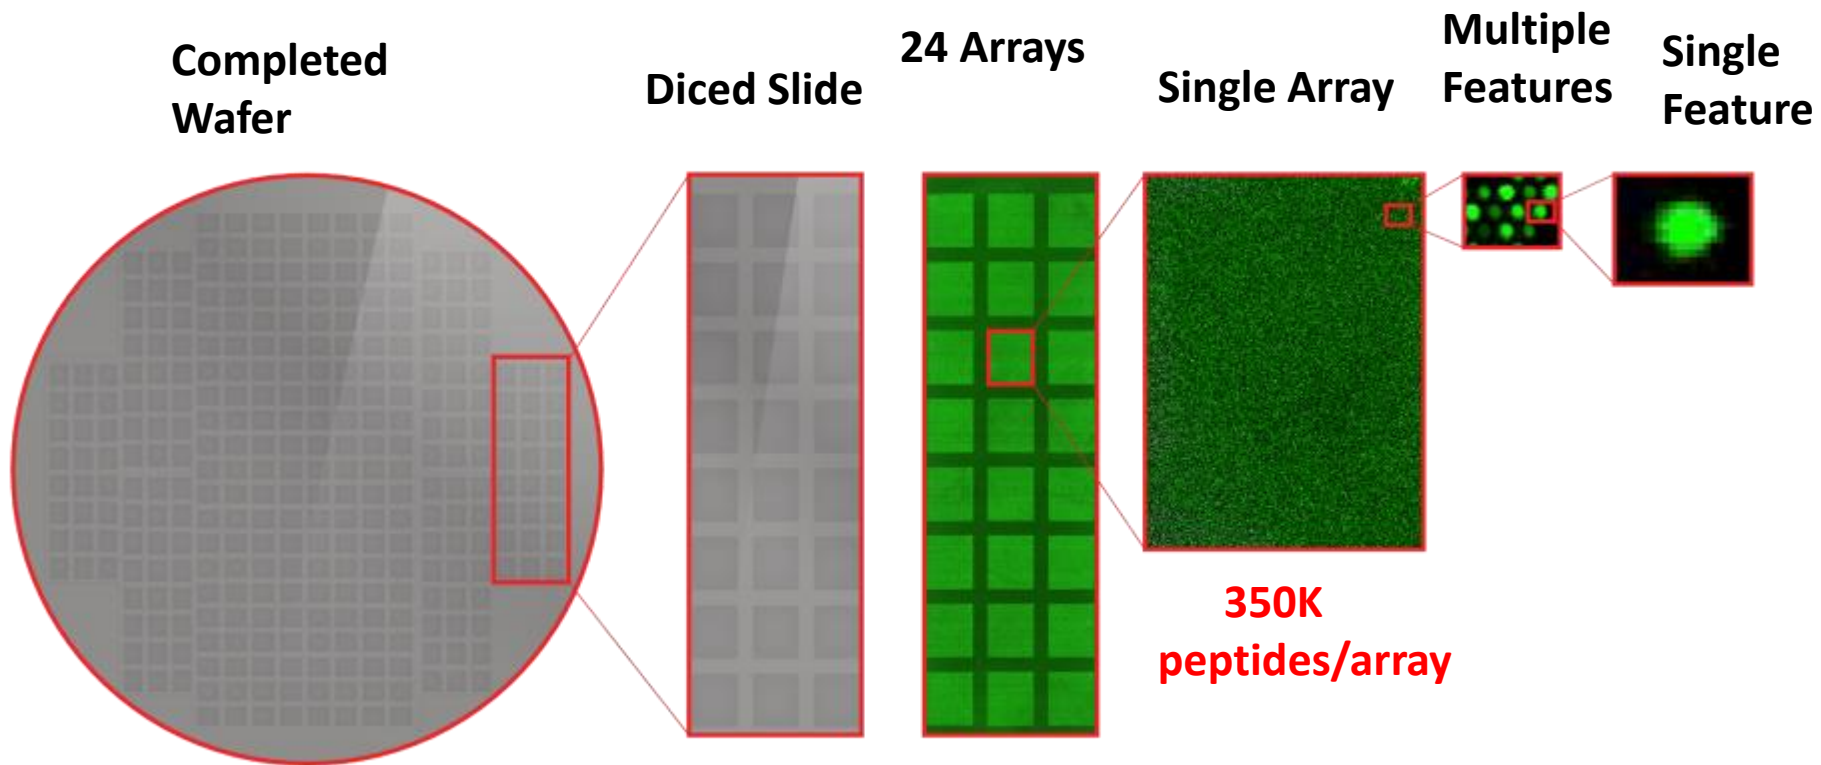 Completed
Wafer
Diced Slide
24 Arrays
Single Array
Multiple
Features
Single
Feature
350K
peptides/array